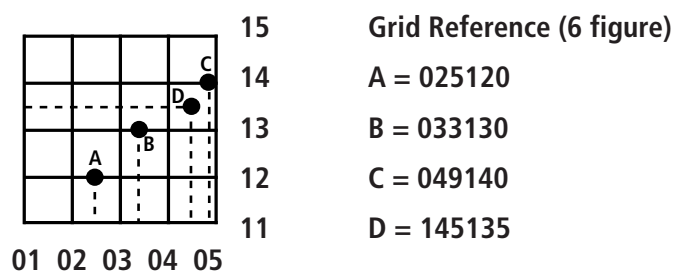 15 Grid Reference (6 figure)
C
14 A = 025120
D
13 B = 033130
B
A
12 C = 049140
11 D = 145135
01 02 03 04 05